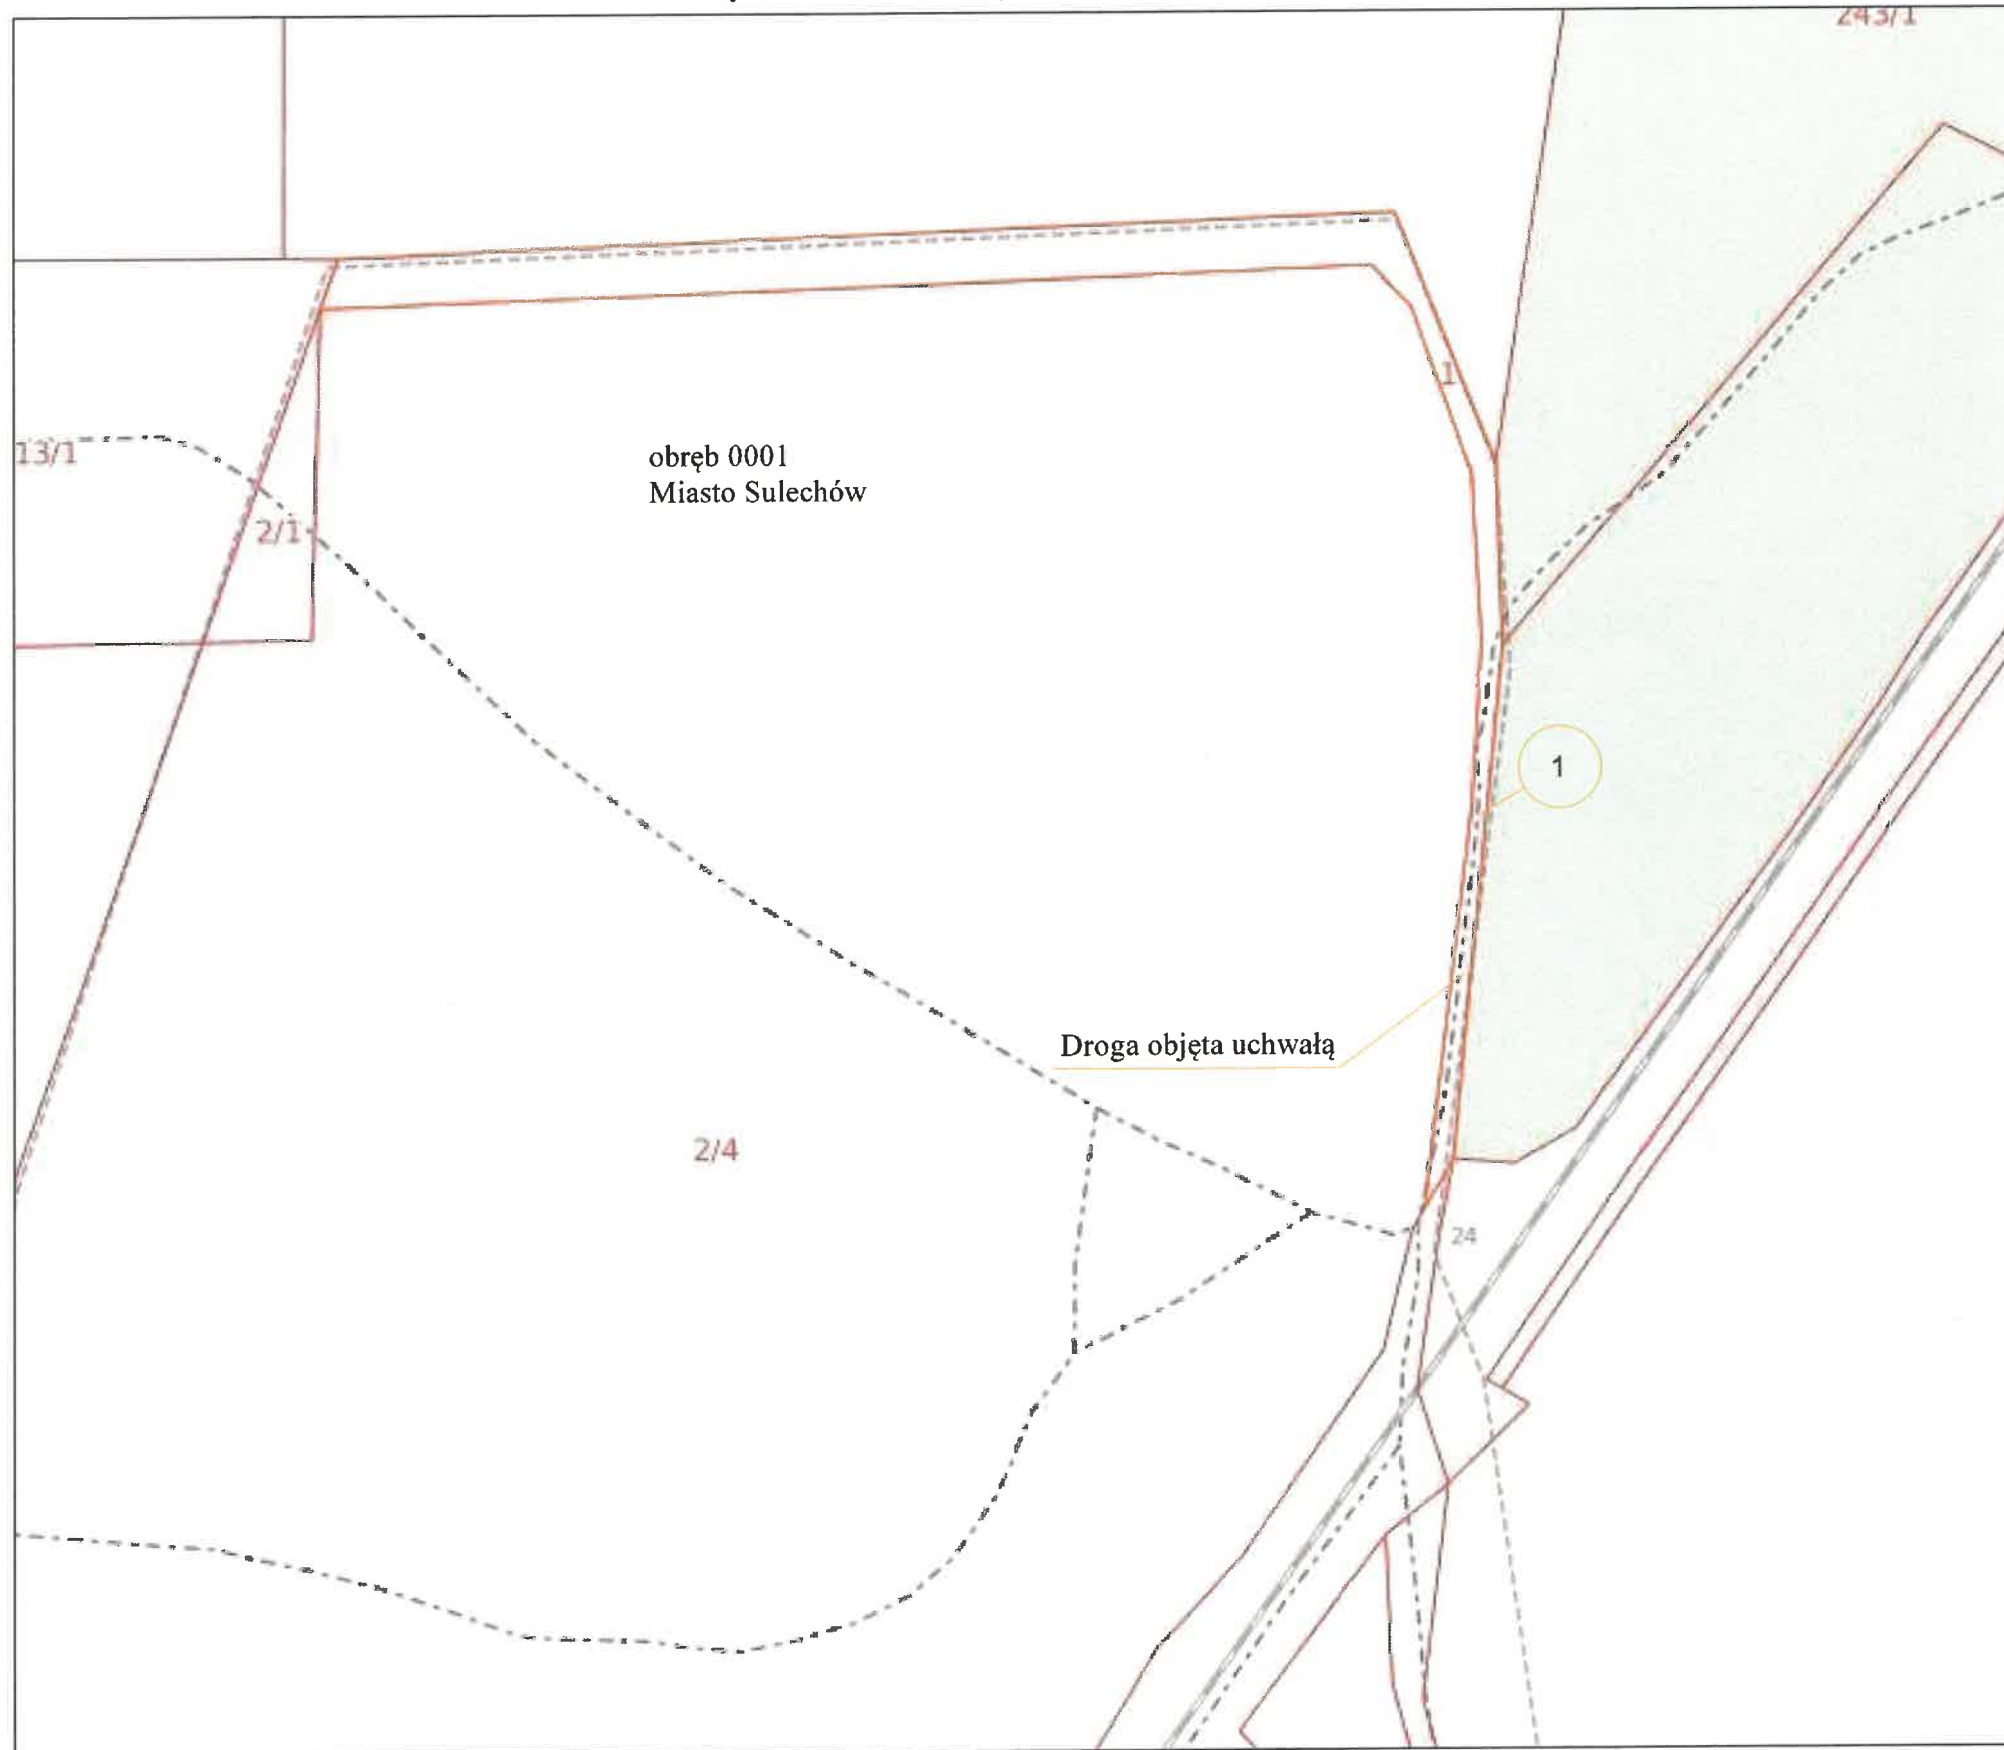 243/1
1
obręb 0001
Miasto Sulechów
13/1
2/1
1
Droga objęta uchwałą
2/4
24